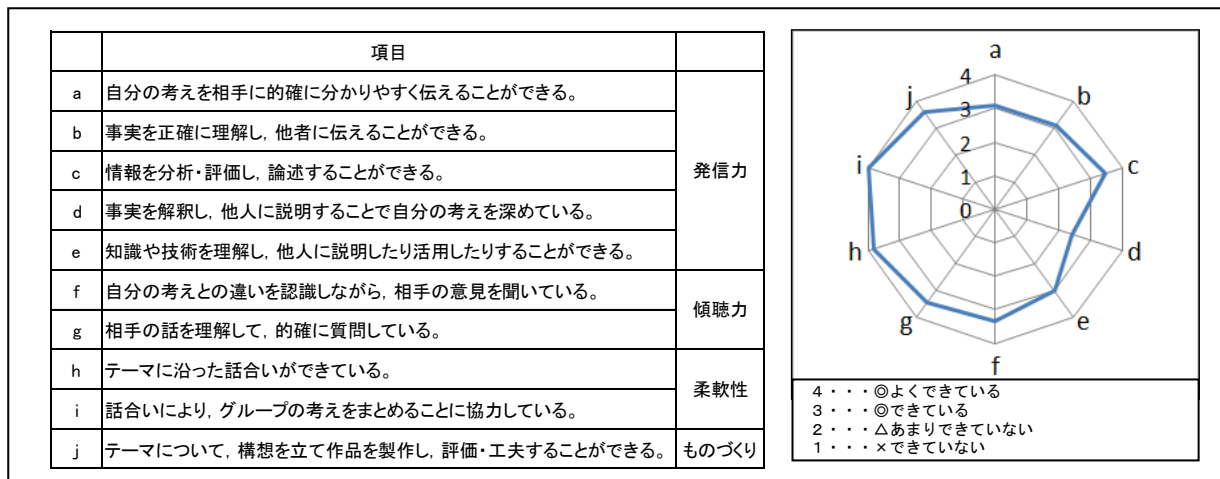 項目
a 自分の考えを相手に的確に分かりやすく伝えることができる。
b 事実を正確に理解し，他者に伝えることができる。
c 情報を分析・評価し，論述することができる。
d 事実を解釈し，他人に説明することで自分の考えを深めている。
e 知識や技術を理解し，他人に説明したり活用したりすることができる。
発信力
f 自分の考えとの違いを認識しながら，相手の意見を聞いている。
g 相手の話を理解して，的確に質問している。
傾聴力
h テーマに沿った話合いができている。
i 話合いにより，グループの考えをまとめることに協力している。
柔軟性
j テーマについて，構想を立て作品を製作し，評価・工夫することができる。 ものづくり
a
b
c
d
e
f
g
h
i
j
4
3
2
1
0
４・・・◎よくできている
３・・・◎できている
２・・・△あまりできていない
１・・・×できていない